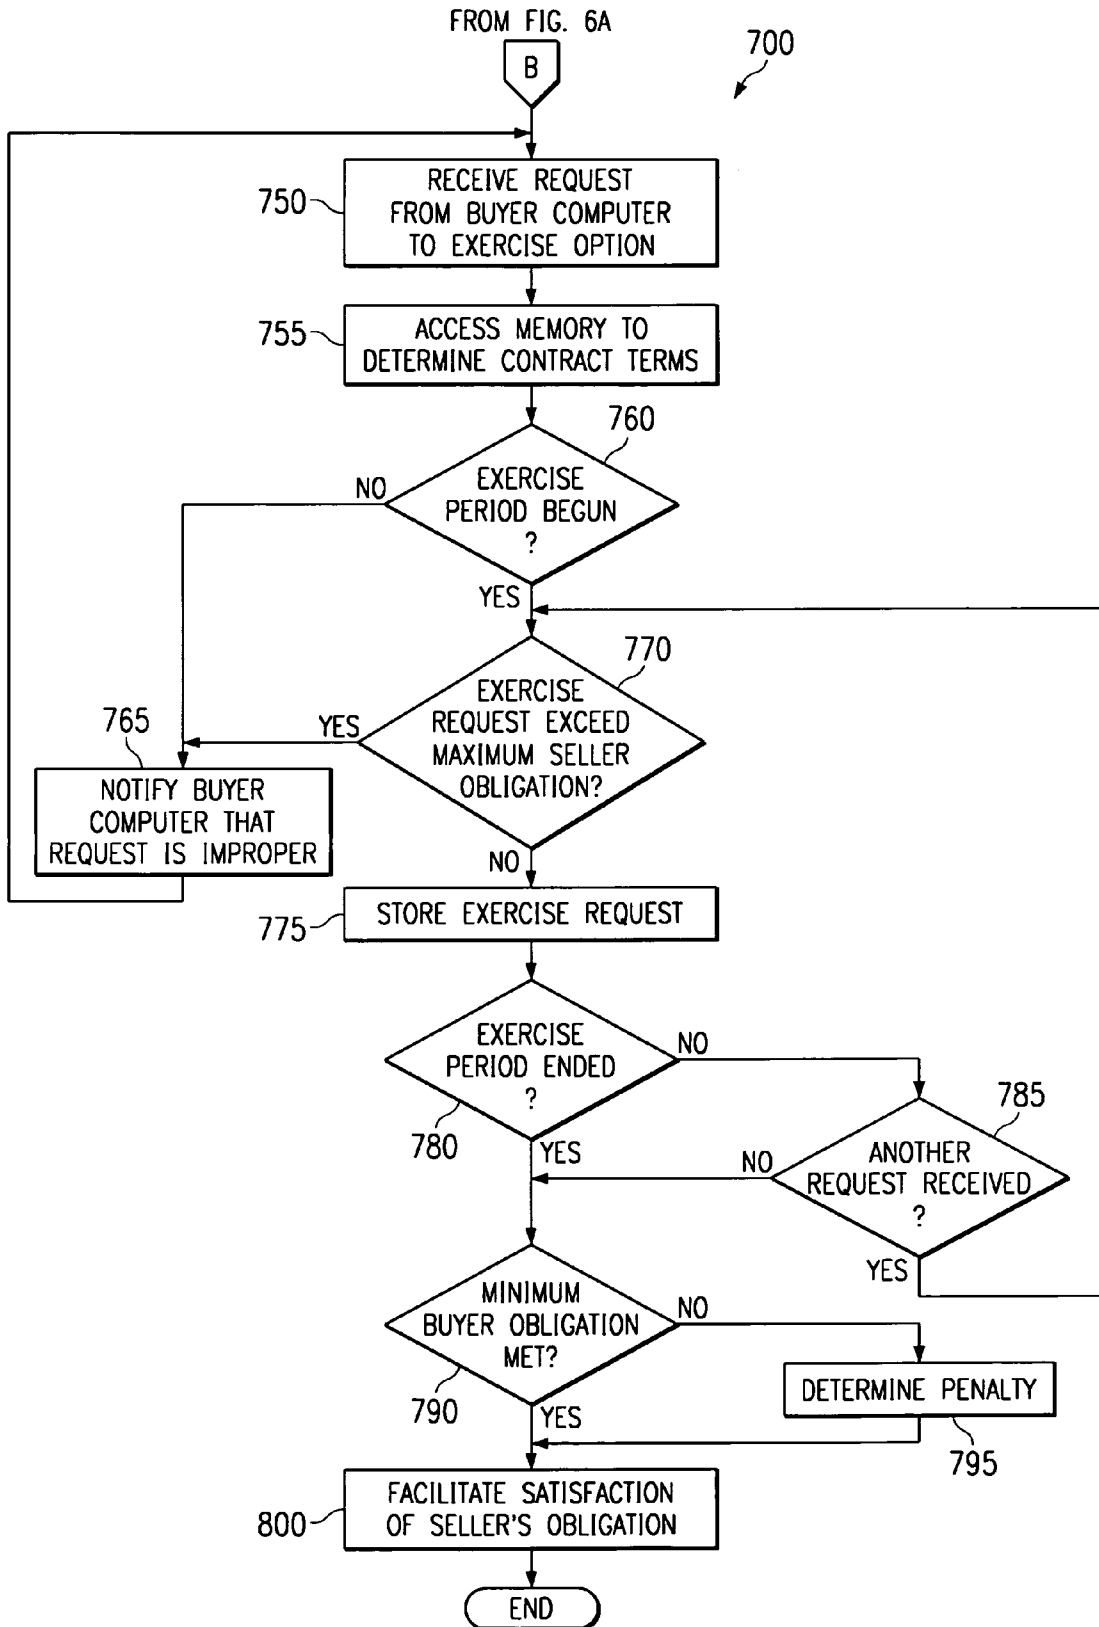 FROM FIG. 6A
B
700
RECEIVE REQUEST
FROM BUYER COMPUTER
TO EXERCISE OPTION
750
ACCESS MEMORY TO
DETERMINE CONTRACT TERMS
755
760
EXERCISE
PERIOD BEGUN
?
NO
YES
770
EXERCISE
REQUEST EXCEED
MAXIMUM SELLER
OBLIGATION?
YES
NO
765
NOTIFY BUYER
COMPUTER THAT
REQUEST IS IMPROPER
STORE EXERCISE REQUEST
775
EXERCISE
PERIOD ENDED
?
NO
780
YES
785
ANOTHER
REQUEST RECEIVED
?
NO
YES
MINIMUM
BUYER OBLIGATION
MET?
NO
790
YES
DETERMINE PENALTY
795
FACILITATE SATISFACTION
OF SELLER'S OBLIGATION
800
END